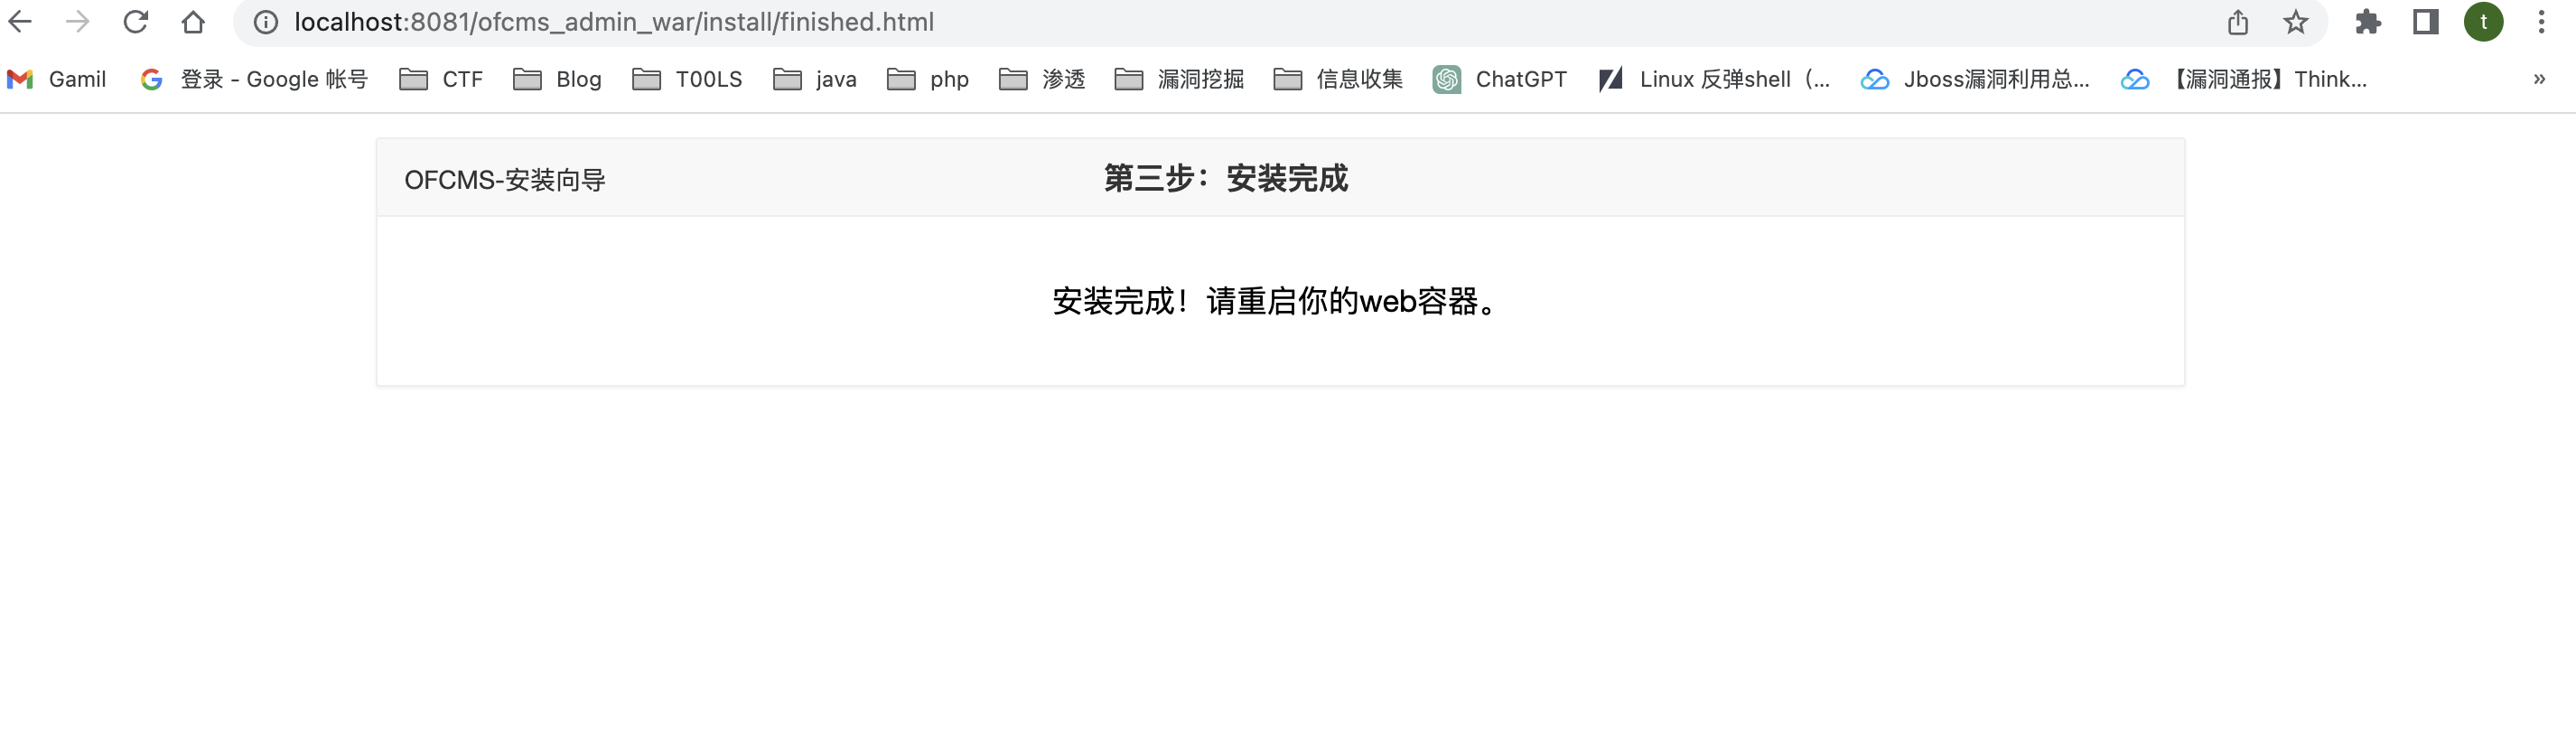 localhost:8081/ofcms_admin_war/install/finished.html
t
Gamil 登录 - Google 帐号 CTF Blog T00LS java php 渗透 漏洞挖掘 信息收集 ChatGPT Linux 反弹shell（... Jboss漏洞利用总... 【漏洞通报】Think... »
OFCMS-安装向导 第三步：安装完成
安装完成！请重启你的web容器。